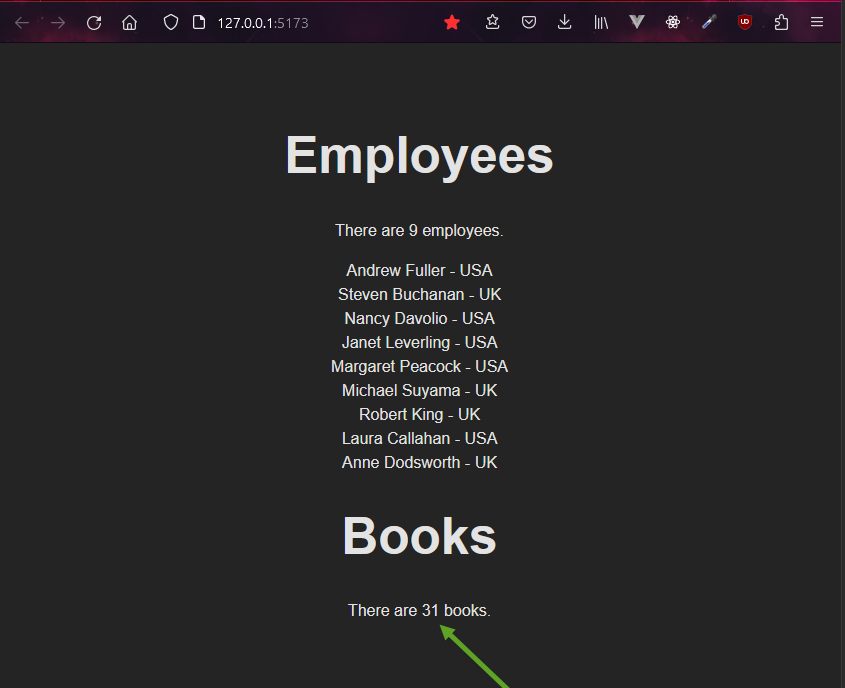 127.0.0.1:5173
UD
Employees
There are 9 employees.
Andrew Fuller - USA
Steven Buchanan - UK
Nancy Davolio - USA
Janet Leverling - USA
Margaret Peacock - USA
Michael Suyama - UK
Robert King - UK
Laura Callahan - USA
Anne Dodsworth - UK
Books
There are 31 books.